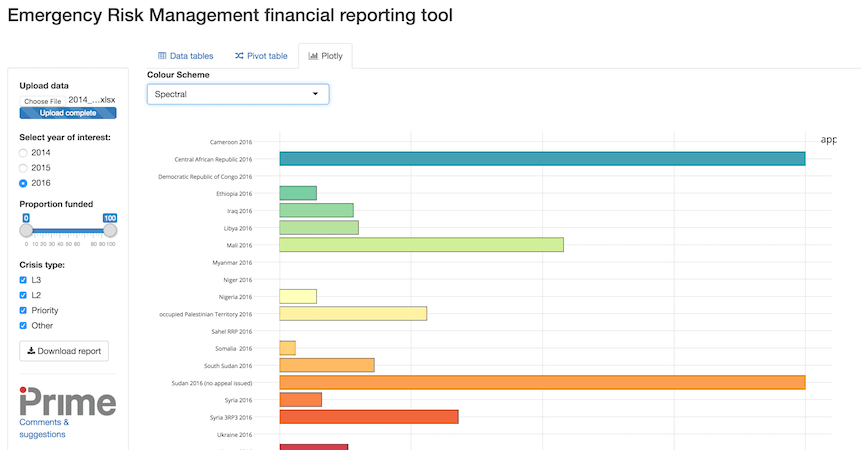 Emergency Risk Management financial reporting tool
Data tables
Pivot table
Plotly
Upload data
Choose File 2014_...xlsx
Upload complete
Select year of interest:
2014
2015
2016
Proportion funded
0 100
0 10 20 30 40 50 60 80 90 100
Crisis type:
L3
L2
Priority
Other
Download report
Prime
Comments &
suggestions
Colour Scheme
Spectral
app
Cameroon 2016
Central African Republic 2016
Democratic Republic of Congo 2016
Ethiopia 2016
Iraq 2016
Libya 2016
Mali 2016
Myanmar 2016
Niger 2016
Nigeria 2016
occupied Palestinian Territory 2016
Sahel RRP 2016
Somalia 2016
South Sudan 2016
Sudan 2016 (no appeal issued)
Syria 2016
Syria 3RP3 2016
Ukraine 2016